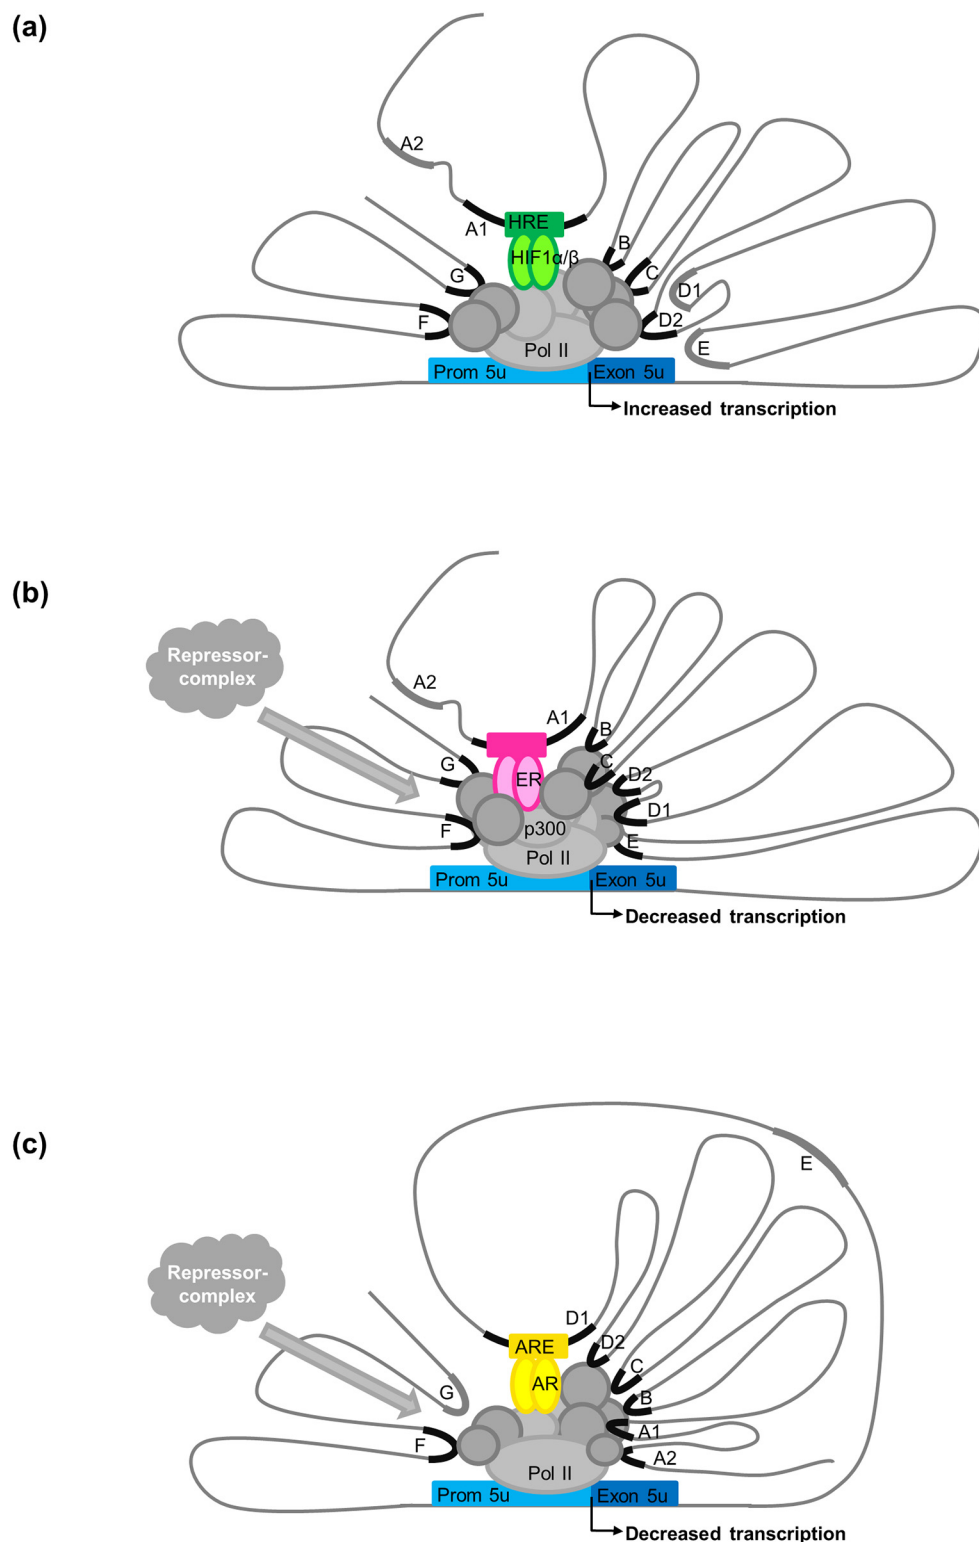 (a)
A2
A1
HRE
HIF1α/β
B
C
G
D1
D2
F
E
Pol II
Prom 5u
Exon 5u
Increased transcription
(b)
Repressor-
complex
A2
A1
B
G
C
D2
ER
D1
F
p300
E
Pol II
Prom 5u
Exon 5u
Decreased transcription
(c)
E
Repressor-
complex
D1
ARE
D2
C
AR
G
B
A1
F
A2
Pol II
Prom 5u
Exon 5u
Decreased transcription